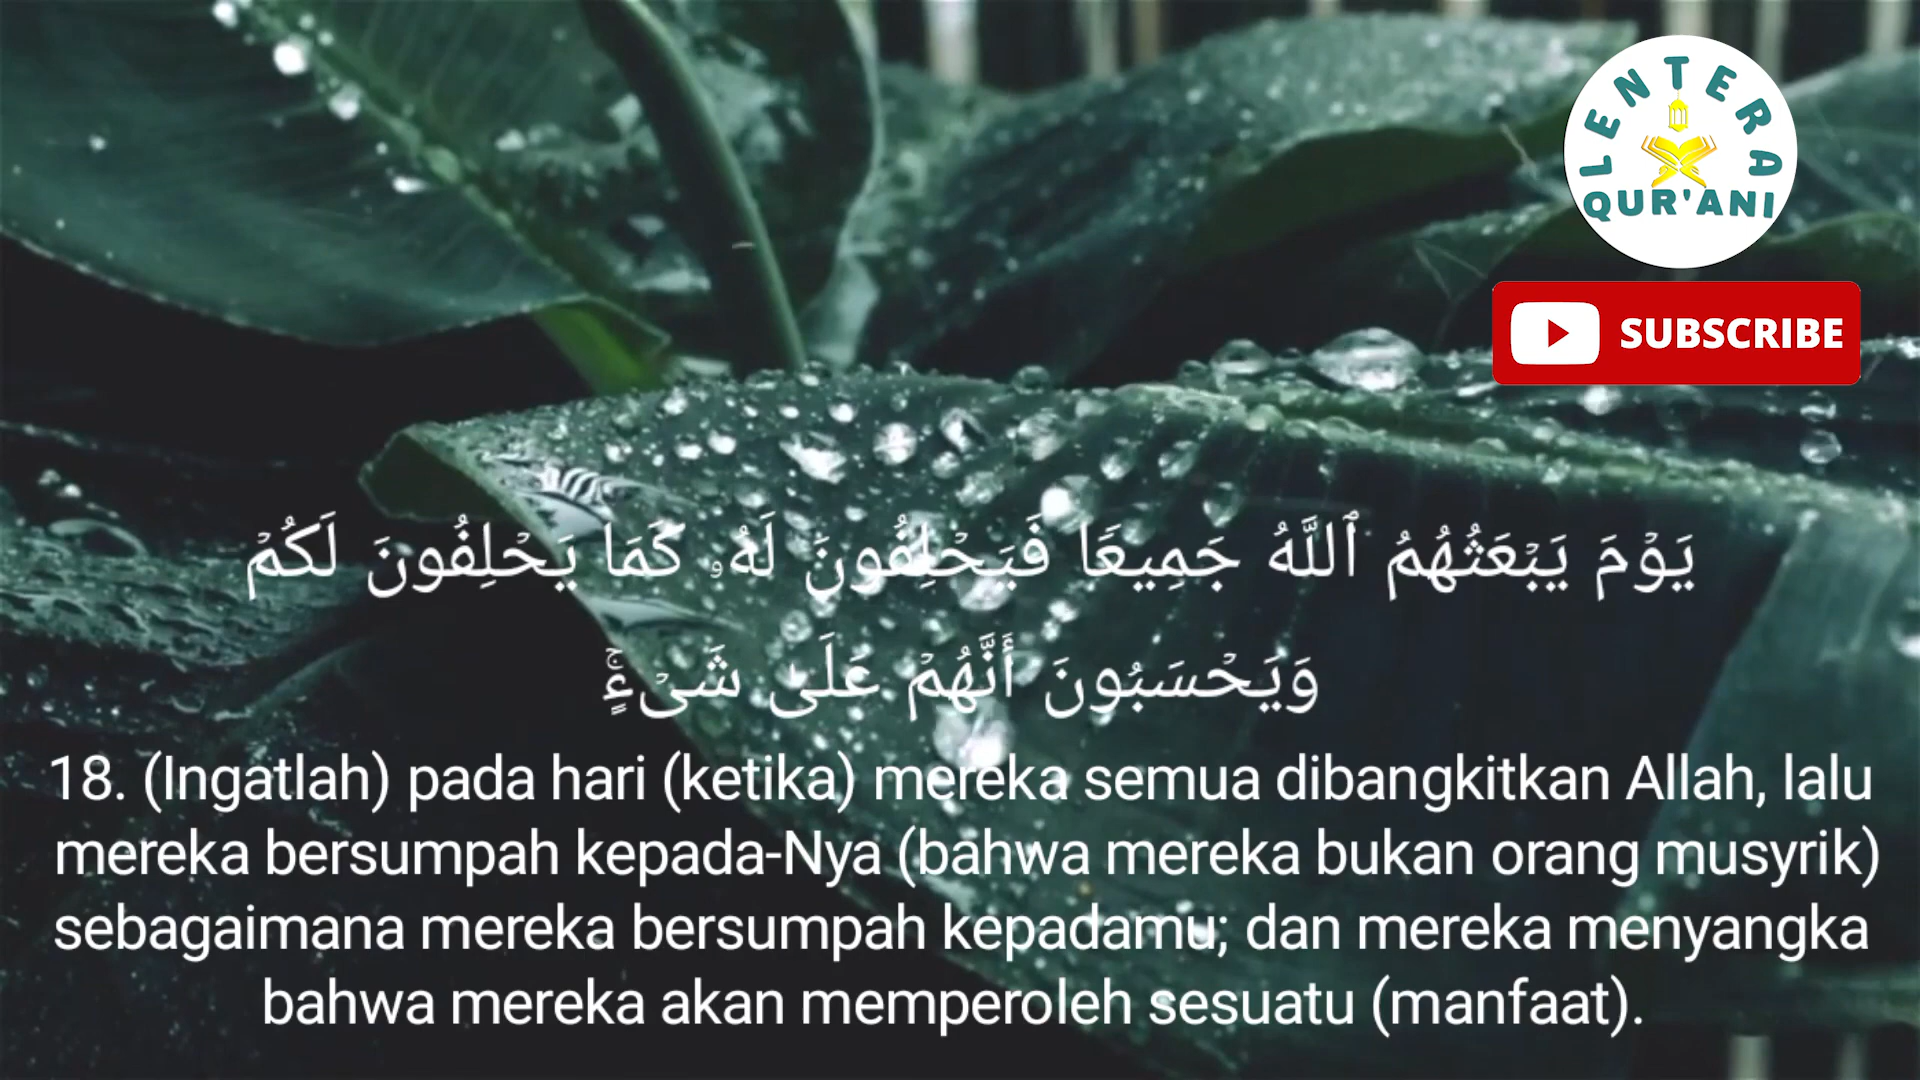 LENTERA
QUR'ANI
SUBSCRIBE
يَوْمَ يَبْعَثُهُمُ ٱللَّهُ جَمِيعًا فَيَحْلِفُونَ لَهُۥ كَمَا يَحْلِفُونَ لَكُمْ
وَيَحْسَبُونَ أَنَّهُمْ عَلَىٰ شَىْءٍۚ
18. (Ingatlah) pada hari (ketika) mereka semua dibangkitkan Allah, lalu
mereka bersumpah kepada-Nya (bahwa mereka bukan orang musyrik)
sebagaimana mereka bersumpah kepadamu; dan mereka menyangka
bahwa mereka akan memperoleh sesuatu (manfaat).